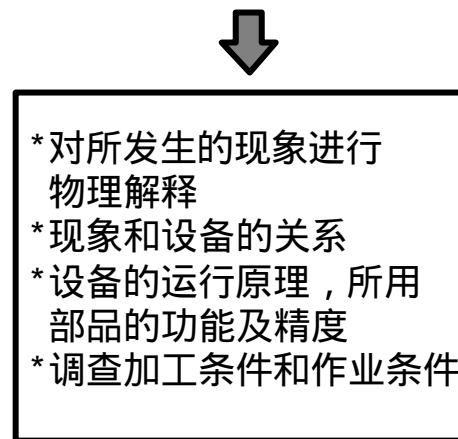 *对所发生的现象进行
物理解释
*现象和设备的关系
*设备的运行原理，所用
部品的功能及精度
*调查加工条件和作业条件